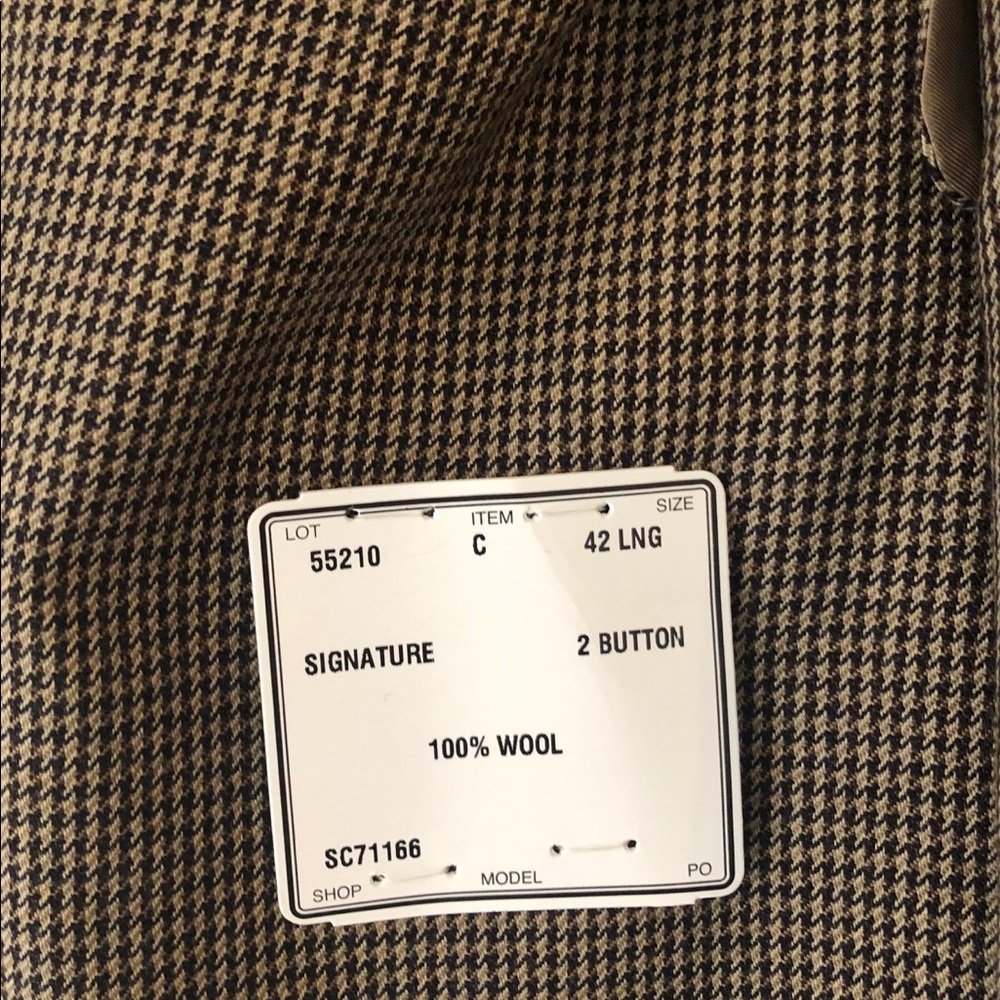 LOT ITEM SIZE
55210 C 42 LNG
SIGNATURE 2 BUTTON
100% WOOL
SC71166
SHOP MODEL PO